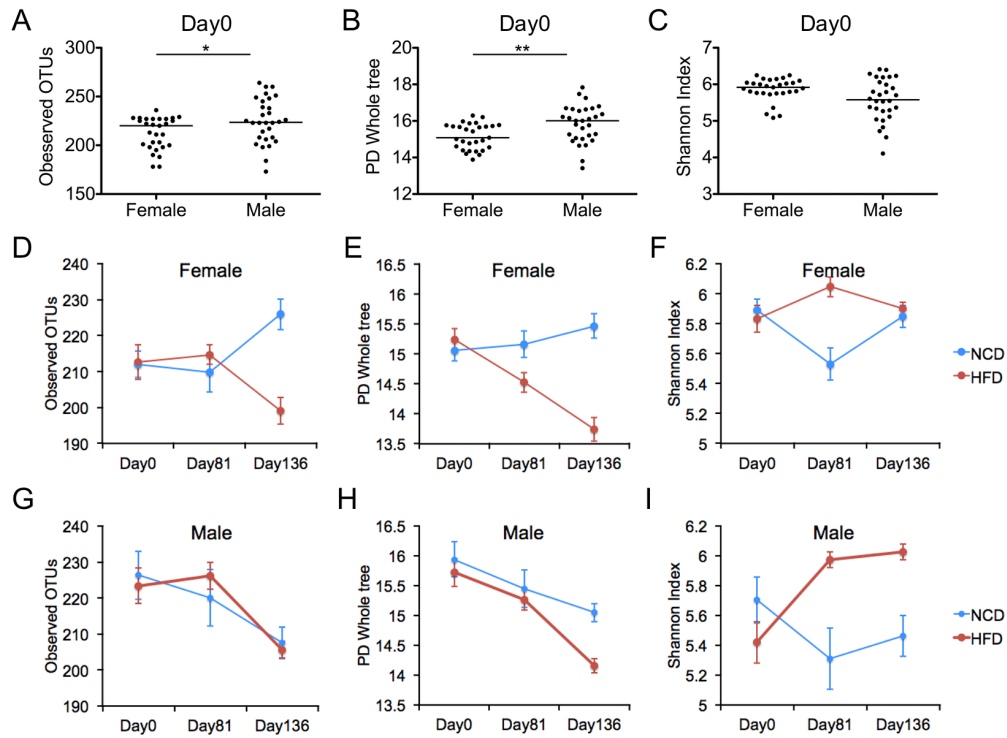 A
Day0
Obeserved OTUs
300
250
200
150
*
Female
Male
B
Day0
PD Whole tree
20
18
16
14
12
**
Female
Male
C
Day0
Shannon Index
7
6
5
4
3
Female
Male
D
Female
Observed OTUs
240
230
220
210
200
190
Day0 Day81 Day136
E
Female
PD Whole tree
16.5
16
15.5
15
14.5
14
13.5
Day0 Day81 Day136
F
Female
Shannon Index
6.2
6
5.8
5.6
5.4
5.2
5
Day0 Day81 Day136
NCD
HFD
G
Male
Observed OTUs
240
230
220
210
200
190
Day0 Day81 Day136
H
Male
PD Whole tree
16.5
16
15.5
15
14.5
14
13.5
Day0 Day81 Day136
I
Male
Shannon Index
6.2
6
5.8
5.6
5.4
5.2
5
Day0 Day81 Day136
NCD
HFD